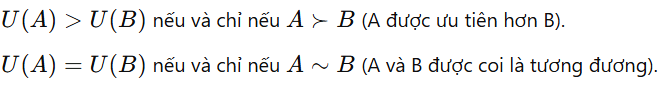 U(A) > U(B) nếu và chỉ nếu A ≻ B (A được ưu tiên hơn B).
U(A) = U(B) nếu và chỉ nếu A ∼ B (A và B được coi là tương đương).